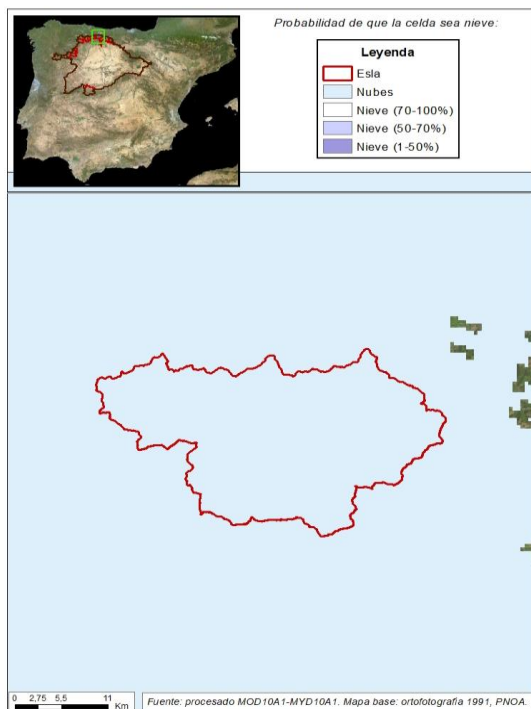 Probabilidad de que la celda sea nieve:
Leyenda
Esla
Nubes
Nieve (70-100%)
Nieve (50-70%)
Nieve (1-50%)
0 2,75 5,5 11
Km
Fuente: procesado MOD10A1-MYD10A1. Mapa base: ortofotografia 1991, PNOA